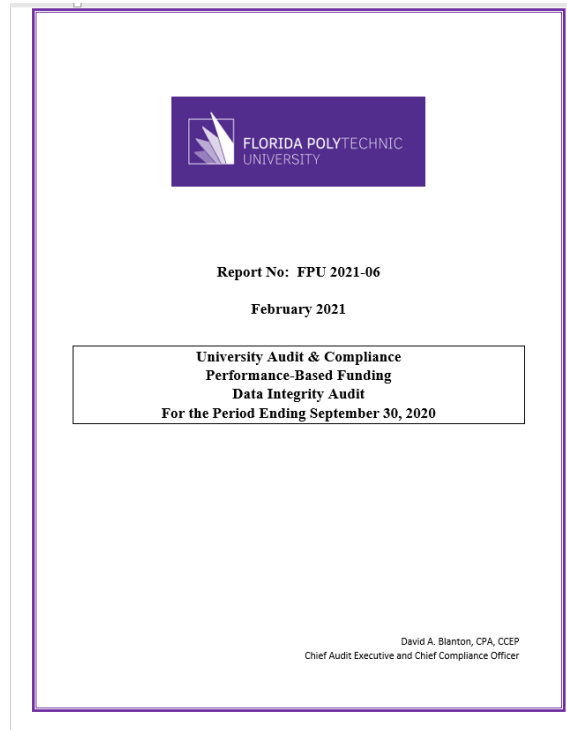 FLORIDA POLYTECHNIC
UNIVERSITY
Report No: FPU 2021-06
February 2021
University Audit & Compliance
Performance-Based Funding
Data Integrity Audit
For the Period Ending September 30, 2020
David A. Blanton, CPA, CCEP
Chief Audit Executive and Chief Compliance Officer